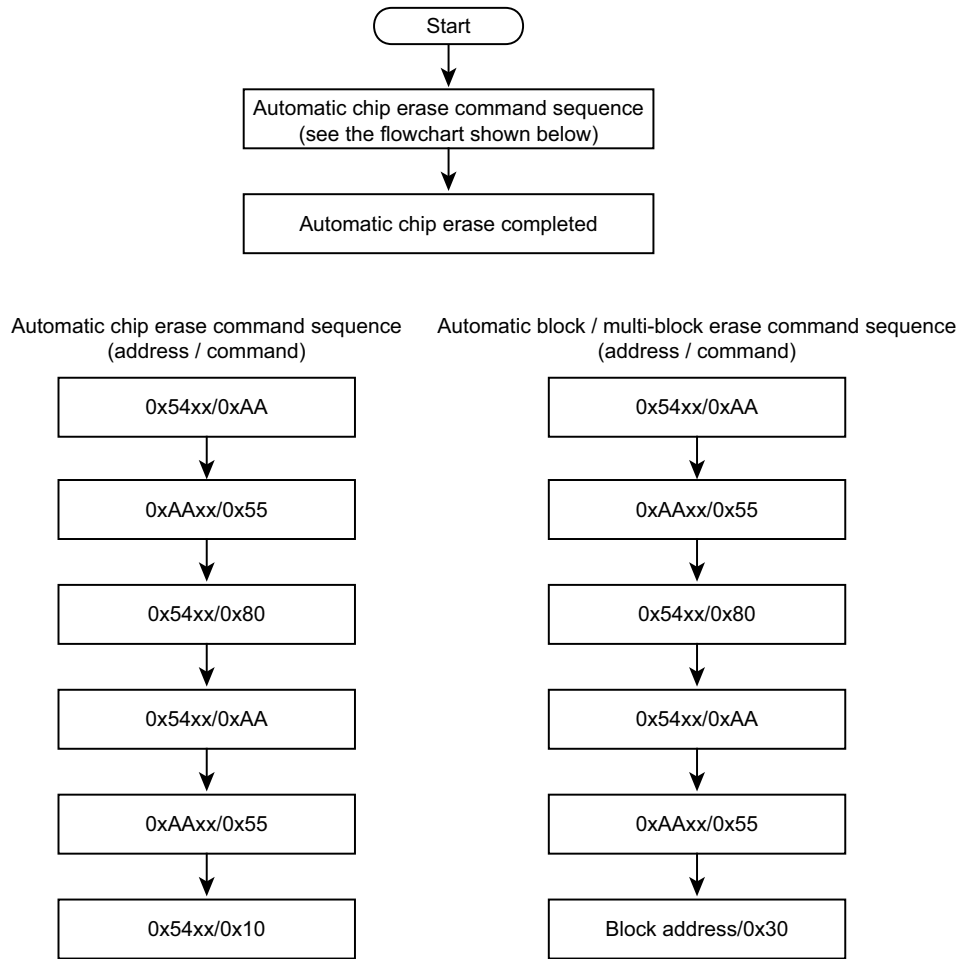 Start
Automatic chip erase command sequence
(see the flowchart shown below)
Automatic chip erase completed
Automatic chip erase command sequence
(address / command)
0x54xx/0xAA
0xAAxx/0x55
0x54xx/0x80
0x54xx/0xAA
0xAAxx/0x55
0x54xx/0x10
Automatic block / multi-block erase command sequence
(address / command)
0x54xx/0xAA
0xAAxx/0x55
0x54xx/0x80
0x54xx/0xAA
0xAAxx/0x55
Block address/0x30